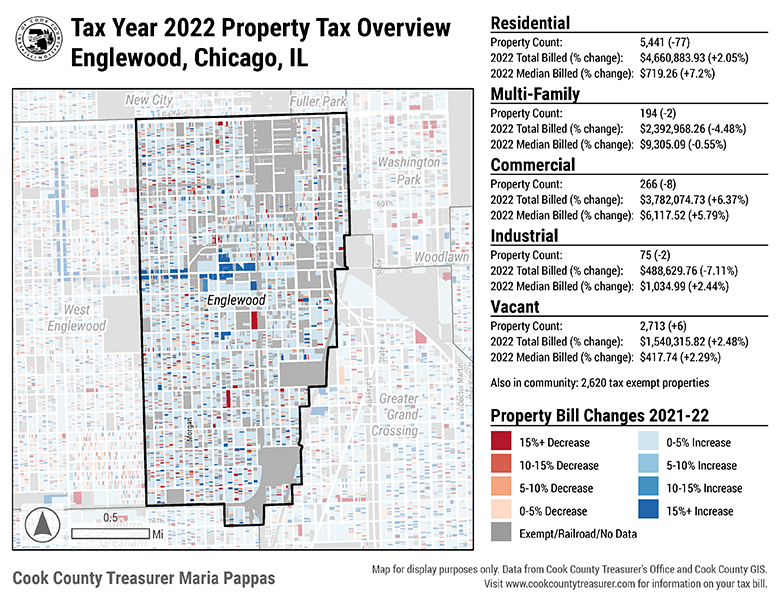 Tax Year 2022 Property Tax Overview
Englewood, Chicago, IL
New City
Fuller Park
Garfield
Washington
Park
60Th
Woodlawn
State
Englewood
West
Englewood
State
Lafayette
Doctor Martin
Greater
Grand
Crossing
Morgan
76Th
Auburn
Gresham
0.5
Mi
Residential
Property Count: 5,441 (-77)
2022 Total Billed (% change): $4,660,883.93 (+2.05%)
2022 Median Billed (% change): $719.26 (+7.2%)
Multi-Family
Property Count: 194 (-2)
2022 Total Billed (% change): $2,392,968.26 (-4.48%)
2022 Median Billed (% change): $9,305.09 (-0.55%)
Commercial
Property Count: 266 (-8)
2022 Total Billed (% change): $3,782,074.73 (+6.37%)
2022 Median Billed (% change): $6,117.52 (+5.79%)
Industrial
Property Count: 75 (-2)
2022 Total Billed (% change): $488,629.76 (-7.11%)
2022 Median Billed (% change): $1,034.99 (+2.44%)
Vacant
Property Count: 2,713 (+6)
2022 Total Billed (% change): $1,540,315.82 (+2.48%)
2022 Median Billed (% change): $417.74 (+2.29%)
Also in community: 2,620 tax exempt properties
Property Bill Changes 2021-22
15%+ Decrease
0-5% Increase
10-15% Decrease
5-10% Increase
5-10% Decrease
10-15% Increase
0-5% Decrease
15%+ Increase
Exempt/Railroad/No Data
Cook County Treasurer Maria Pappas
Map for display purposes only. Data from Cook County Treasurer's Office and Cook County GIS.
Visit www.cookcountytreasurer.com for information on your tax bill.